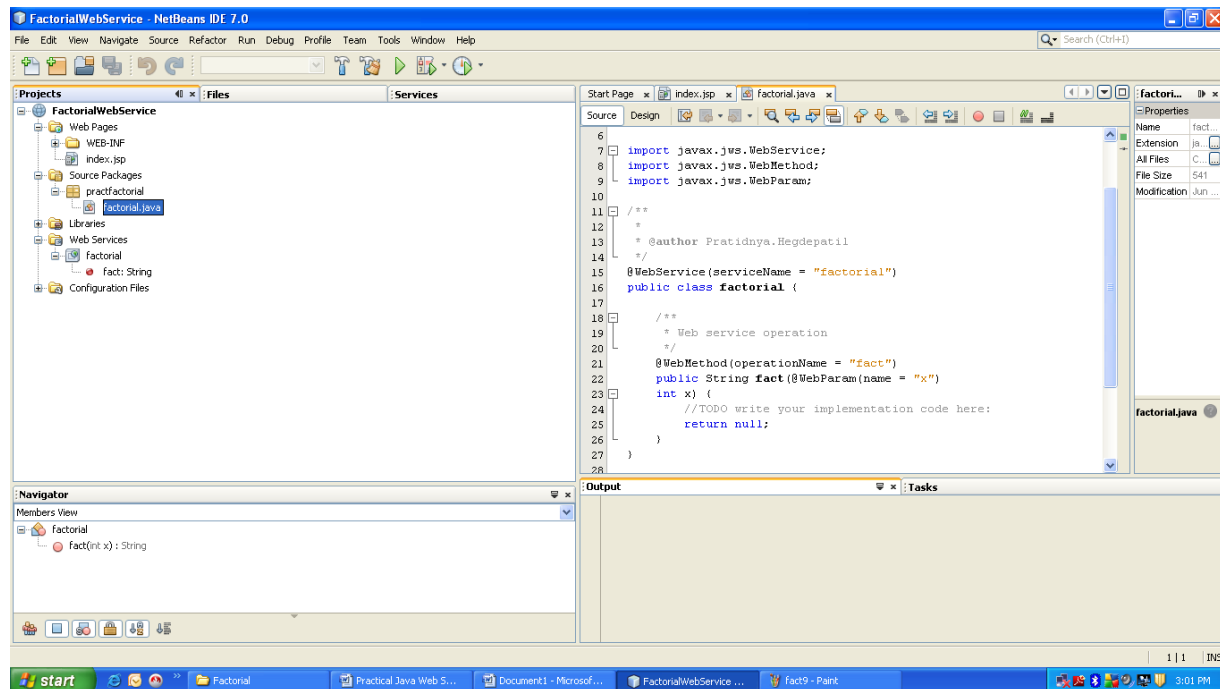 FactorialWebService - NetBeans IDE 7.0
File Edit View Navigate Source Refactor Run Debug Profile Team Tools Window Help
Search (Ctrl+I)
Projects
Files
Services
FactorialWebService
Web Pages
WEB-INF
index.jsp
Source Packages
practfactorial
factorial.java
Libraries
Web Services
factorial
fact: String
Configuration Files
Start Page
index.jsp
factorial.java
Source Design
6
7 import javax.jws.WebService;
8 import javax.jws.WebMethod;
9 import javax.jws.WebParam;
10
11 /**
12 *
13 * @author Pratidnya.Hegdepatil
14 */
15 @WebService(serviceName = "factorial")
16 public class factorial {
17
18 /**
19 * Web service operation
20 */
21 @WebMethod(operationName = "fact")
22 public String fact(@WebParam(name = "x")
23 int x) {
24 //TODO write your implementation code here:
25 return null;
26 }
27 }
28
factori...
Properties
Name fact...
Extension ja... ...
All Files C... ...
File Size 541
Modification Jun ...
factorial.java
Navigator
Members View
factorial
fact(int x) : String
Output
Tasks
1|1 INS
start
Factorial
Practical Java Web S...
Document1 - Microsof...
FactorialWebService ...
fact9 - Paint
3:01 PM